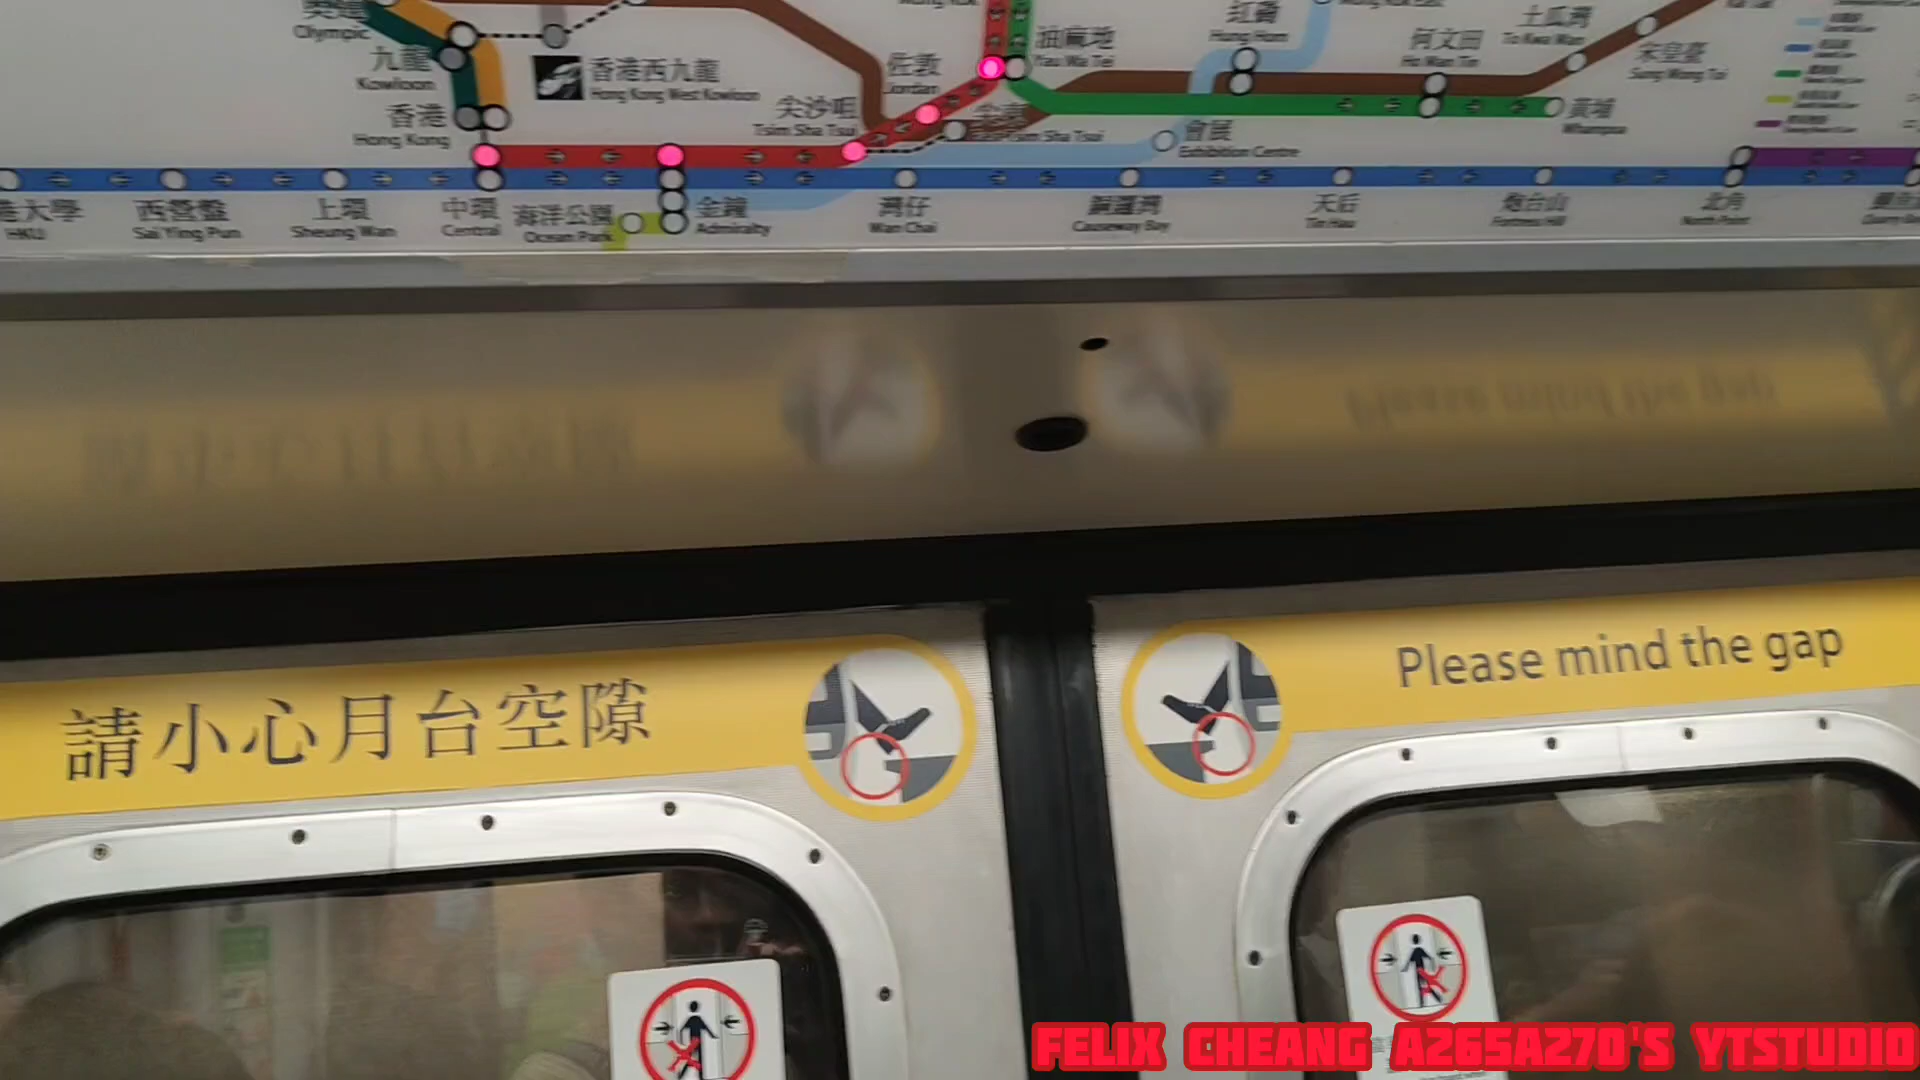 奧運
Olympic
九龍
Kowloon
香港西九龍
Hong Kong West Kowloon
香港
Hong Kong
尖沙咀
Tsim Sha Tsui
佐敦
Jordan
油麻地
Yau Ma Tei
紅磡
Hung Hom
何文田
Ho Man Tin
土瓜灣
To Kwa Wan
宋皇臺
Sung Wong Toi
黃埔
Whampoa
會展
Exhibition Centre
港大學
HKU
西營盤
Sai Ying Pun
上環
Sheung Wan
中環
Central
海洋公園
Ocean Park
金鐘
Admiralty
灣仔
Wan Chai
銅鑼灣
Causeway Bay
天后
Tin Hau
炮台山
Fortress Hill
北角
North Point
請小心月台空隙
Please mind the gap
FELIX CHEANG A265A270'S YTSTUDIO